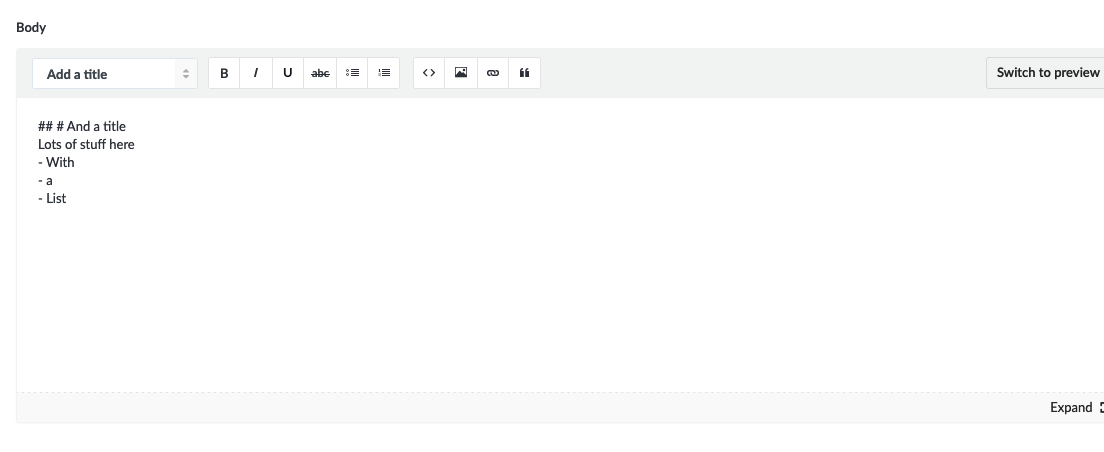 Body
Add a title
B I U abc
Switch to preview
## # And a title
Lots of stuff here
- With
- a
- List
Expand